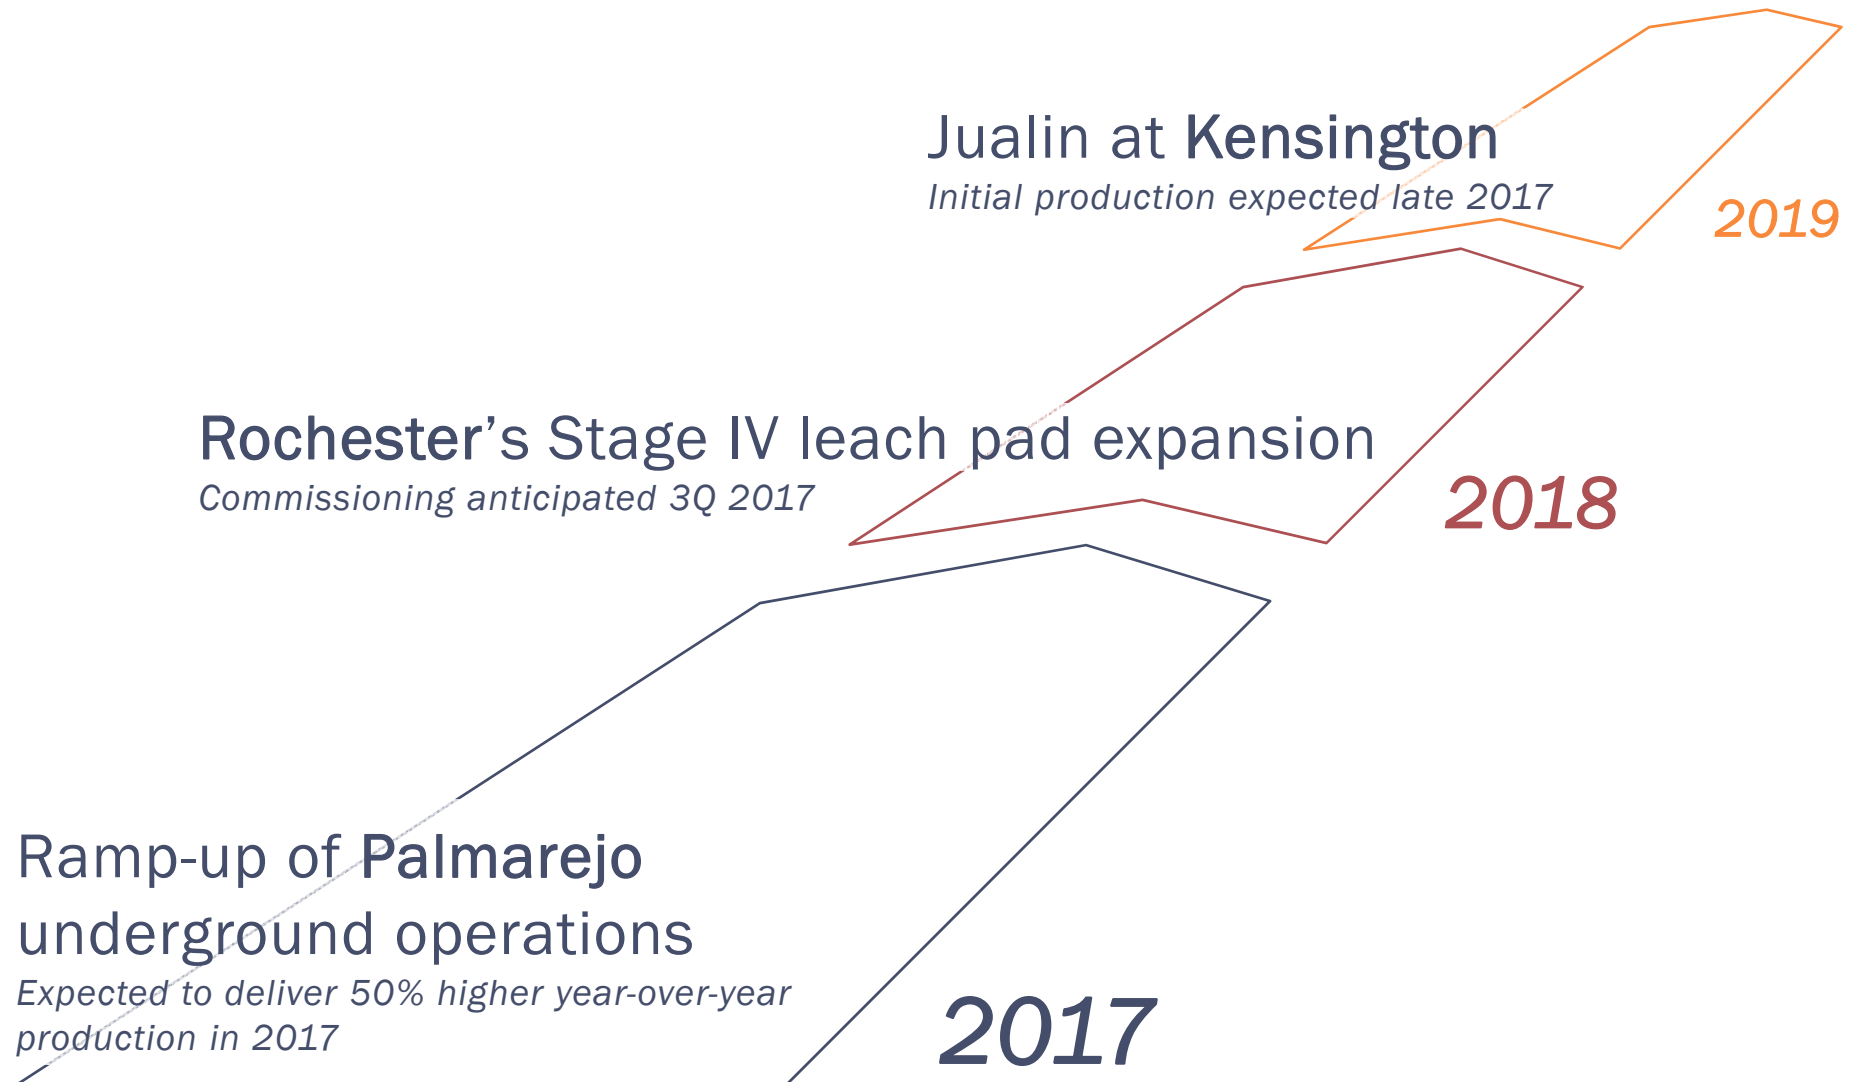 Jualin at Kensington
Initial production expected late 2017
2019
Rochester’s Stage IV leach pad expansion
Commissioning anticipated 3Q 2017
2018
Ramp-up of Palmarejo
underground operations
Expected to deliver 50% higher year-over-year
production in 2017
2017